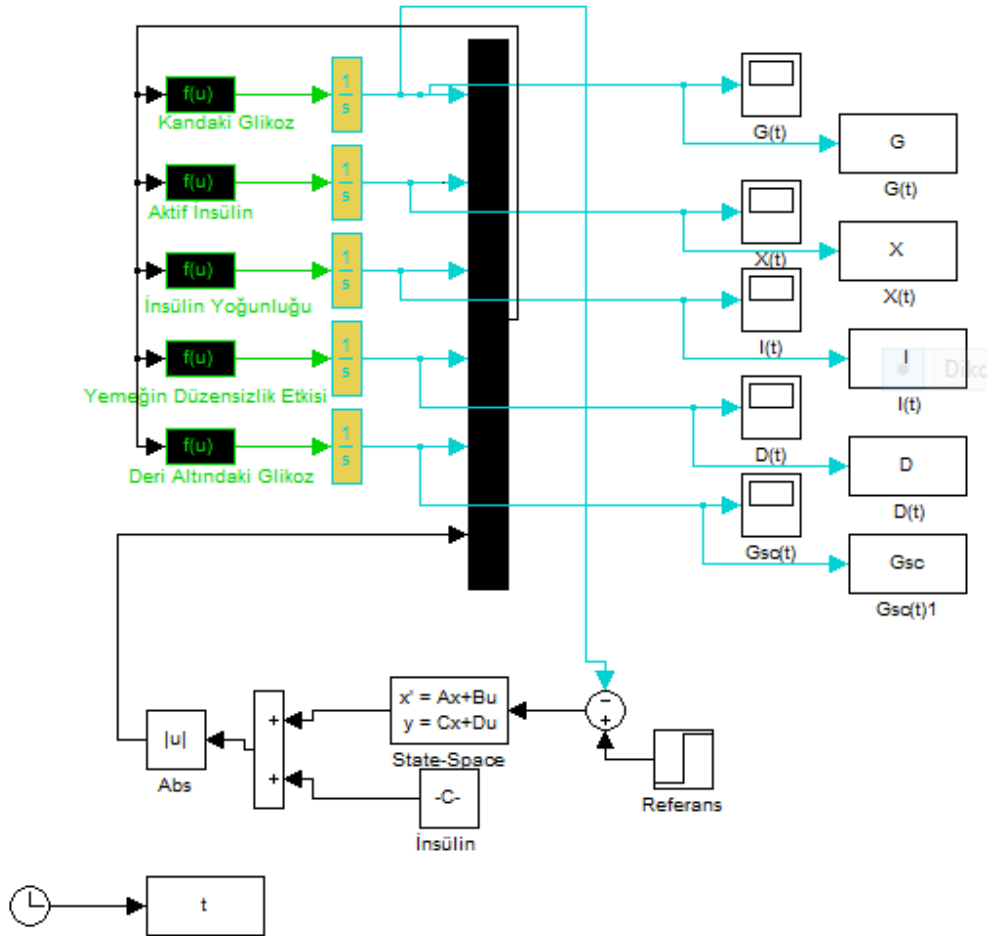 f(u)
Kandaki Glikoz
1
s
G(t)
G
G(t)
f(u)
Aktif İnsülin
1
s
X(t)
X
X(t)
f(u)
İnsülin Yoğunluğu
1
s
I(t)
I
I(t)
f(u)
Yemeğin Düzensizlik Etkisi
1
s
D(t)
D
D(t)
f(u)
Deri Altındaki Glikoz
1
s
Gsc(t)
Gsc
Gsc(t)1
|u|
Abs
+
+
x' = Ax+Bu
y = Cx+Du
State-Space
-C-
İnsülin
−
+
Referans
t